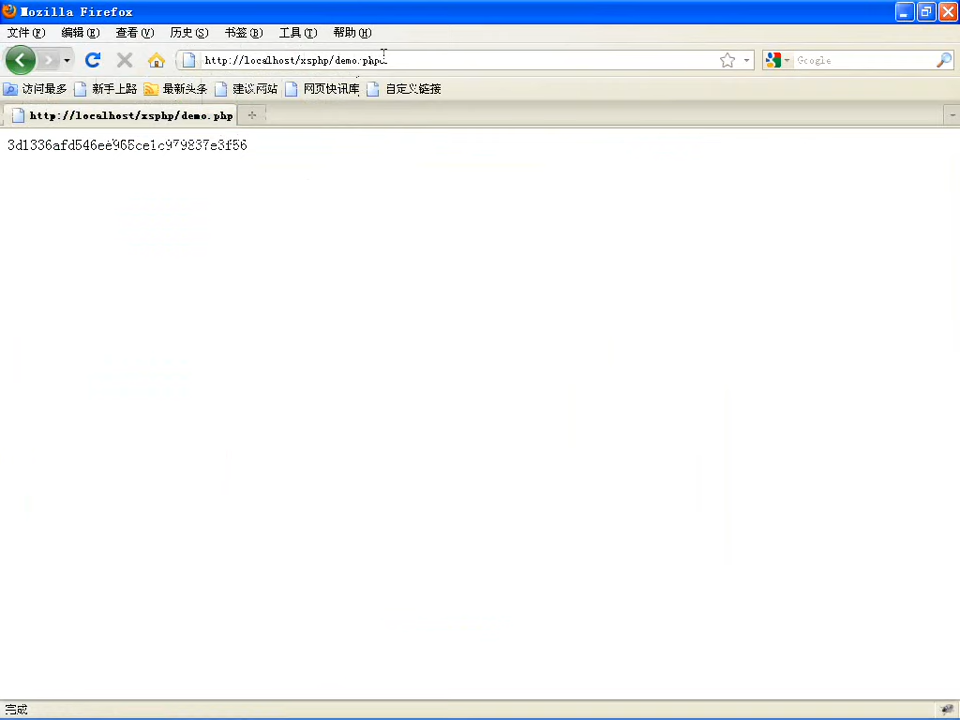 Mozilla Firefox
文件(F) 编辑(E) 查看(V) 历史(S) 书签(B) 工具(T) 帮助(H)
http://localhost/xsphp/demo.php
Google
访问最多 新手上路 最新头条 建议网站 网页快讯库 自定义链接
http://localhost/xsphp/demo.php
3d1336afd546ee965ce1c979837e3f56
完成